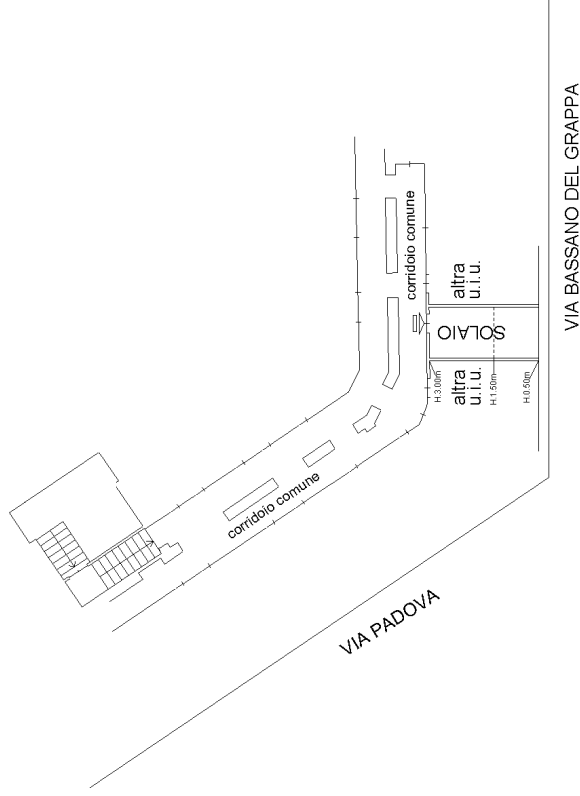 VIA BASSANO DEL GRAPPA
corridoio comune
altra
u.i.u.
SOLAIO
H:3.00m
altra
u.i.u.
H:1.50m
H:0.50m
corridoio comune
VIA PADOVA